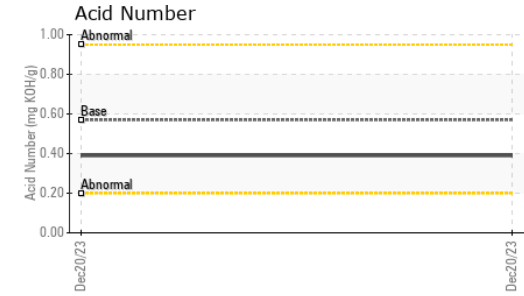 Acid Number
Acid Number (mg KOH/g)
1.00
0.80
0.60
0.40
0.20
0.00
Abnormal
Base
Abnormal
Dec20/23
Dec20/23